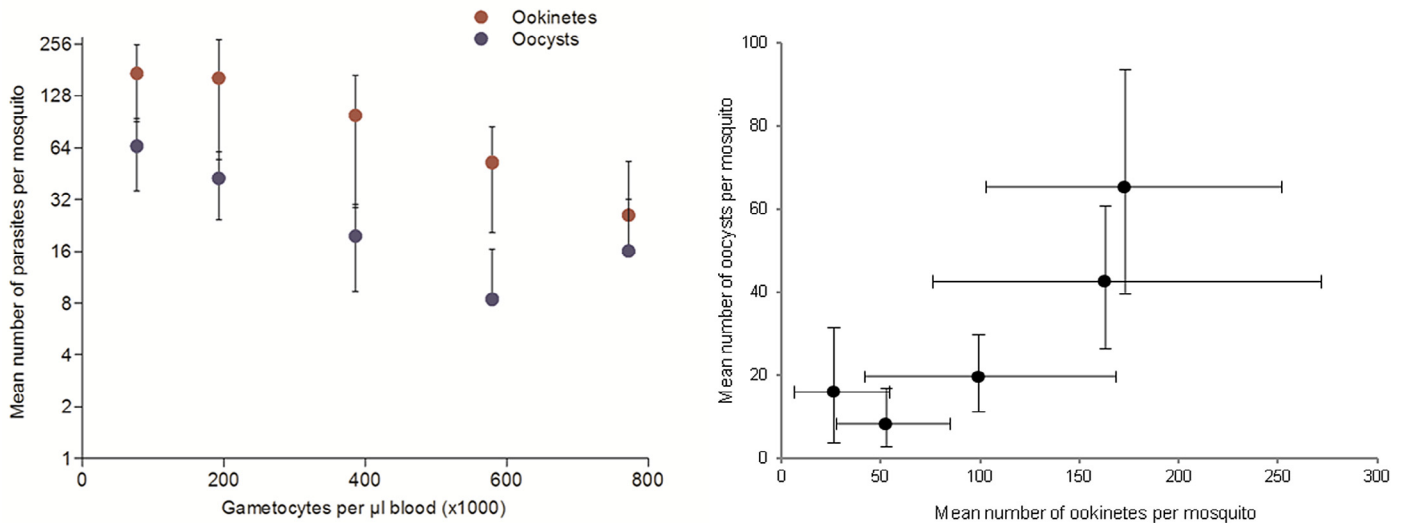 Ookinetes
Oocysts
Mean number of parasites per mosquito
256
128
64
32
16
8
4
2
1
0 200 400 600 800
Gametocytes per µl blood (x1000)
Mean number of oocysts per mosquito
100
80
60
40
20
0
0 50 100 150 200 250 300
Mean number of ookinetes per mosquito